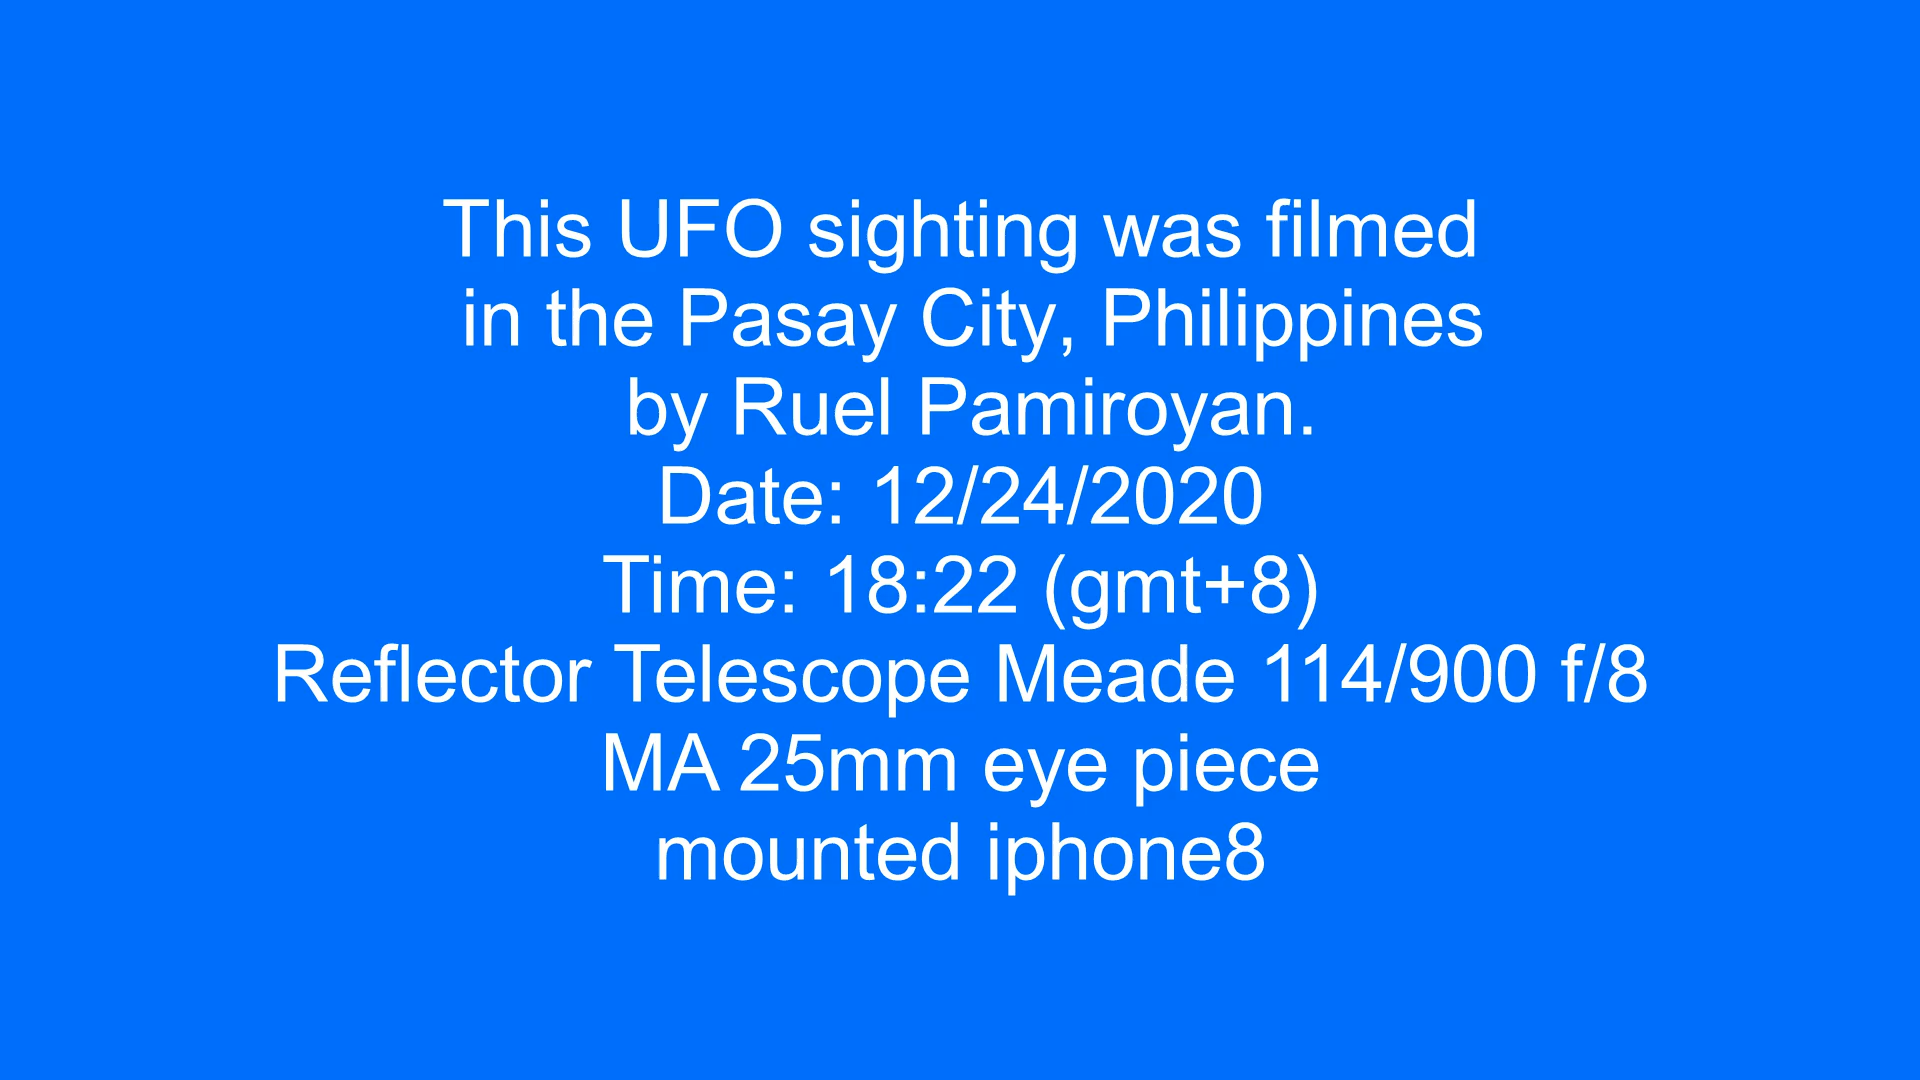 This UFO sighting was filmed
in the Pasay City, Philippines
by Ruel Pamiroyan.
Date: 12/24/2020
Time: 18:22 (gmt+8)
Reflector Telescope Meade 114/900 f/8
MA 25mm eye piece
mounted iphone8